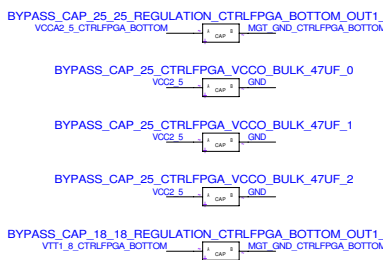 BYPASS_CAP_25_25_REGULATION_CTRLFPGA_BOTTOM_OUT1_
VCCA2_5_CTRLFPGA_BOTTOM A CAP B MGT_GND_CTRLFPGA_BOTTOM
BYPASS_CAP_25_CTRLFPGA_VCCO_BULK_47UF_0
VCC2_5 A CAP B GND
BYPASS_CAP_25_CTRLFPGA_VCCO_BULK_47UF_1
VCC2_5 A CAP B GND
BYPASS_CAP_25_CTRLFPGA_VCCO_BULK_47UF_2
VCC2_5 A CAP B GND
BYPASS_CAP_18_18_REGULATION_CTRLFPGA_BOTTOM_OUT1_
VTT1_8_CTRLFPGA_BOTTOM A CAP B MGT_GND_CTRLFPGA_BOTTOM